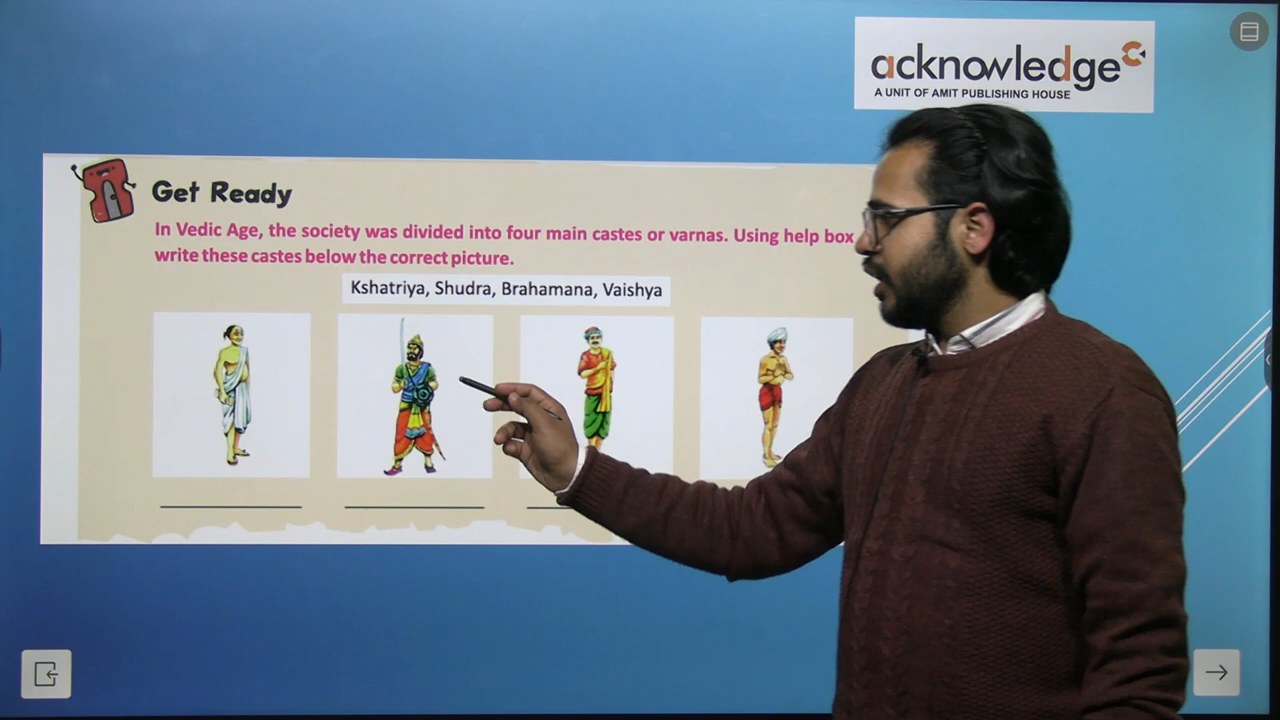 acknowledge
A UNIT OF AMIT PUBLISHING HOUSE
Get Ready
In Vedic Age, the society was divided into four main castes or varnas. Using help box
write these castes below the correct picture.
Kshatriya, Shudra, Brahamana, Vaishya